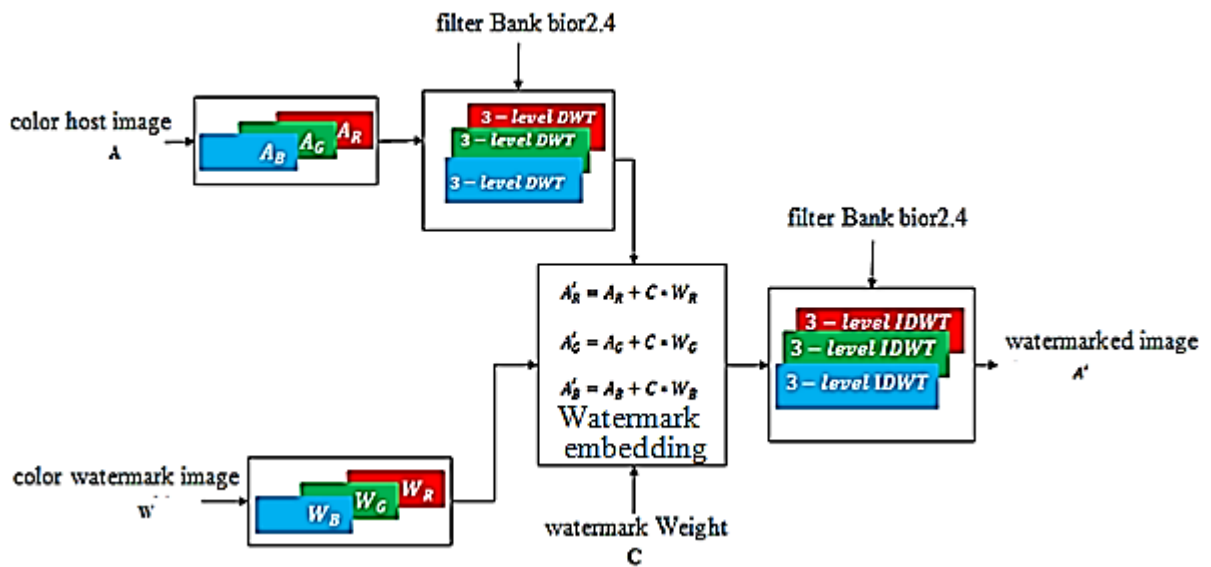 filter Bank bior2.4
color host image
A
A_R
A_G
A_B
3 – level DWT
3 – level DWT
3 – level DWT
filter Bank bior2.4
A'_R = A_R + C * W_R
A'_G = A_G + C * W_G
A'_B = A_B + C * W_B
Watermark
embedding
3 – level IDWT
3 – level IDWT
3 – level IDWT
watermarked image
A'
color watermark image
W
W_R
W_G
W_B
watermark Weight
C